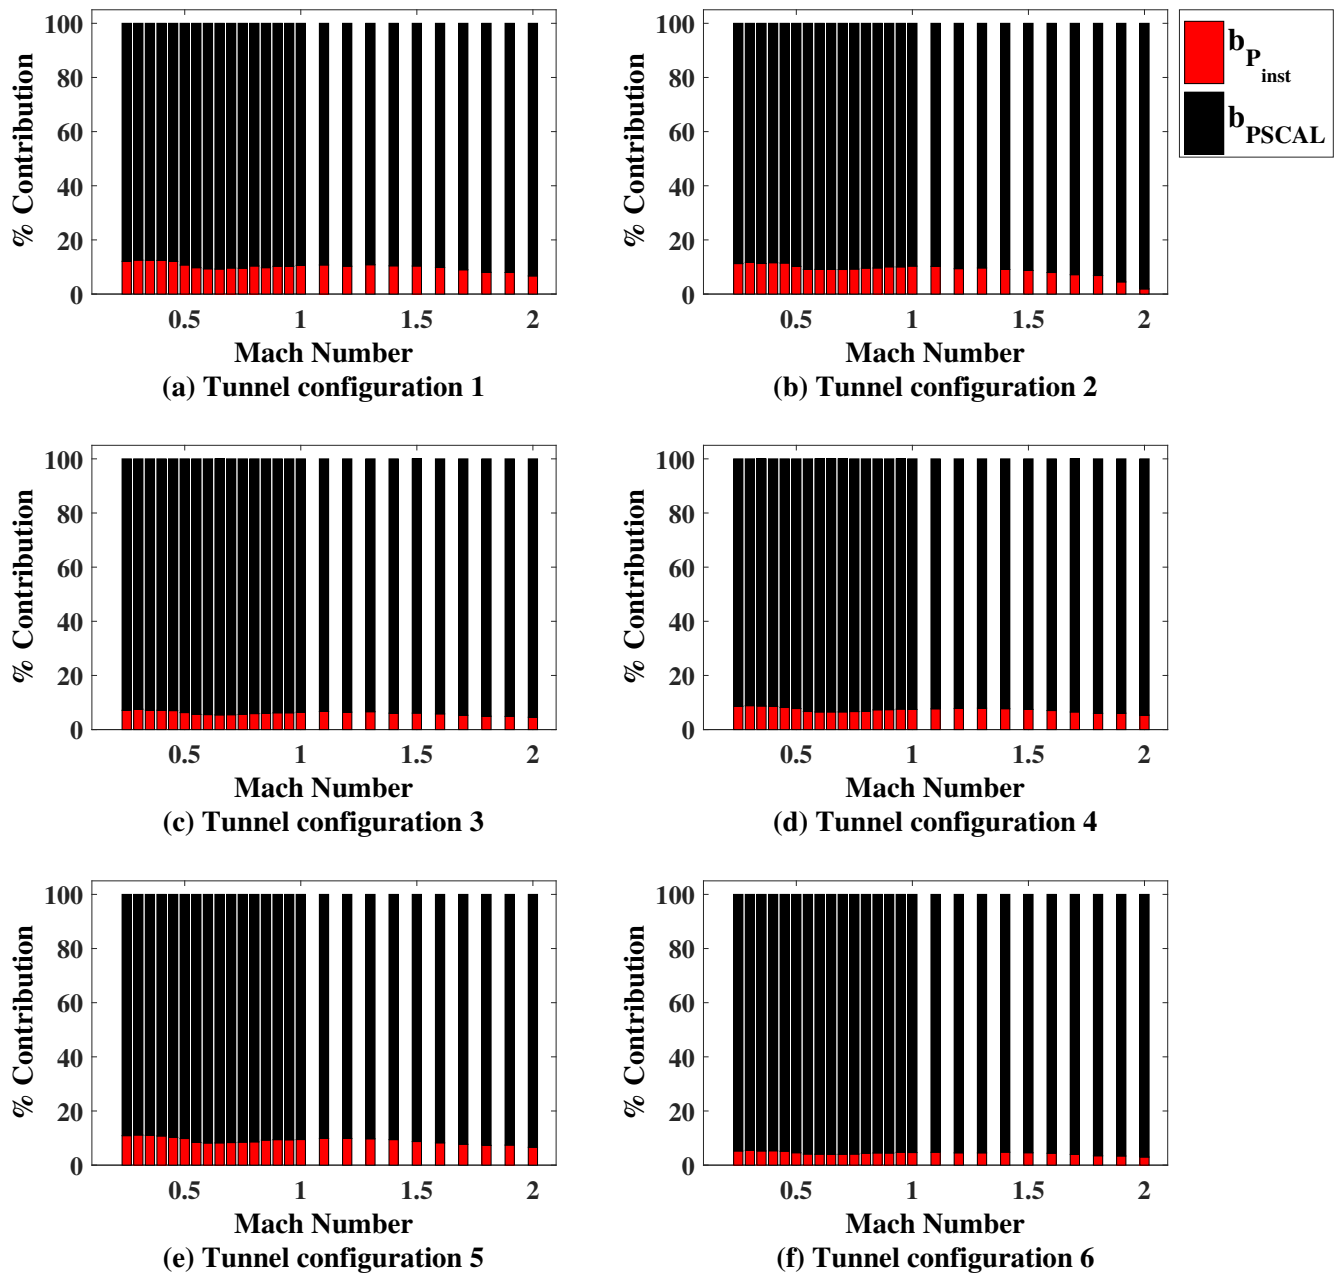 100
80
60
40
20
0
% Contribution
0.5 1 1.5 2
Mach Number
(a) Tunnel configuration 1
100
80
60
40
20
0
% Contribution
0.5 1 1.5 2
Mach Number
(b) Tunnel configuration 2
b_P_inst
b_PSCAL
100
80
60
40
20
0
% Contribution
0.5 1 1.5 2
Mach Number
(c) Tunnel configuration 3
100
80
60
40
20
0
% Contribution
0.5 1 1.5 2
Mach Number
(d) Tunnel configuration 4
100
80
60
40
20
0
% Contribution
0.5 1 1.5 2
Mach Number
(e) Tunnel configuration 5
100
80
60
40
20
0
% Contribution
0.5 1 1.5 2
Mach Number
(f) Tunnel configuration 6